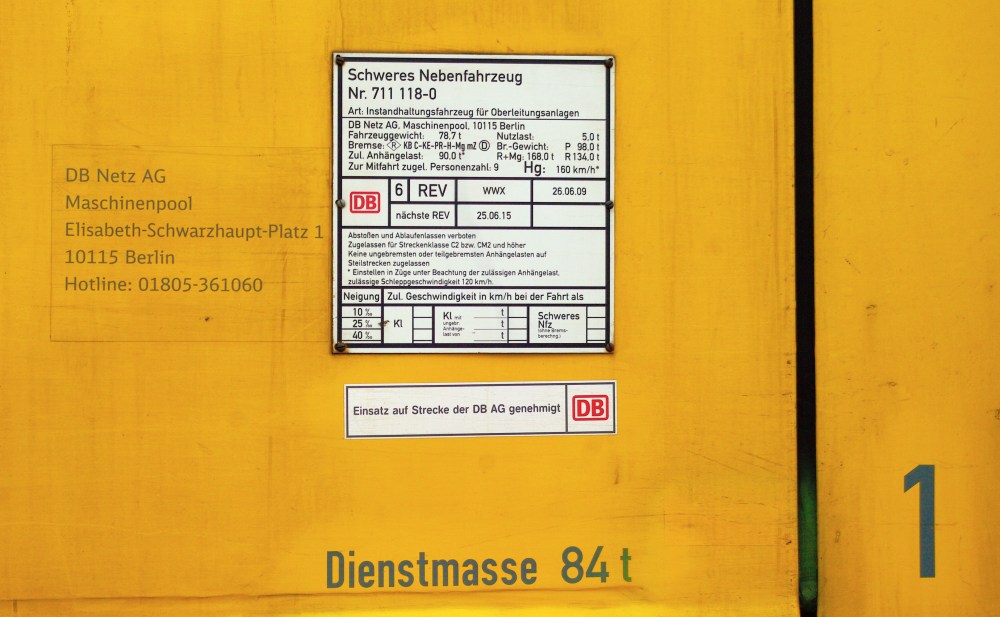 DB Netz AG
Maschinenpool
Elisabeth-Schwarzhaupt-Platz 1
10115 Berlin
Hotline: 01805-361060
Schweres Nebenfahrzeug
Nr. 711 118-0
Art: Instandhaltungsfahrzeug für Oberleitungsanlagen
DB Netz AG, Maschinenpool, 10115 Berlin
Fahrzeuggewicht: 78,7 t Nutzlast: 5,0 t
Bremse: R KB C-KE-PR-H-Mg mZ D Br.-Gewicht: P 98,0 t
Zul. Anhängelast: 90,0 t* R+Mg: 168,0 t R 134,0 t
Zur Mitfahrt zugel. Personenzahl: 9 Hg: 160 km/h*
DB 6 REV WWX 26.06.09
nächste REV 25.06.15
Abstoßen und Ablaufenlassen verboten
Zugelassen für Streckenklasse C2 bzw. CM2 und höher
Keine ungebremsten oder teilgebremsten Anhängelasten auf
Steilstrecken zugelassen
* Einstellen in Züge unter Beachtung der zulässigen Anhängelast,
zulässige Schleppgeschwindigkeit 120 km/h.
Neigung Zul. Geschwindigkeit in km/h bei der Fahrt als
10 ‰
25 ‰
40 ‰
Kl
Kl mit
ungebr.
Anhänge-
last von
t
t
t
Schweres
Nfz
(ohne Bremsberechng.)
Einsatz auf Strecke der DB AG genehmigt DB
Dienstmasse 84 t
1